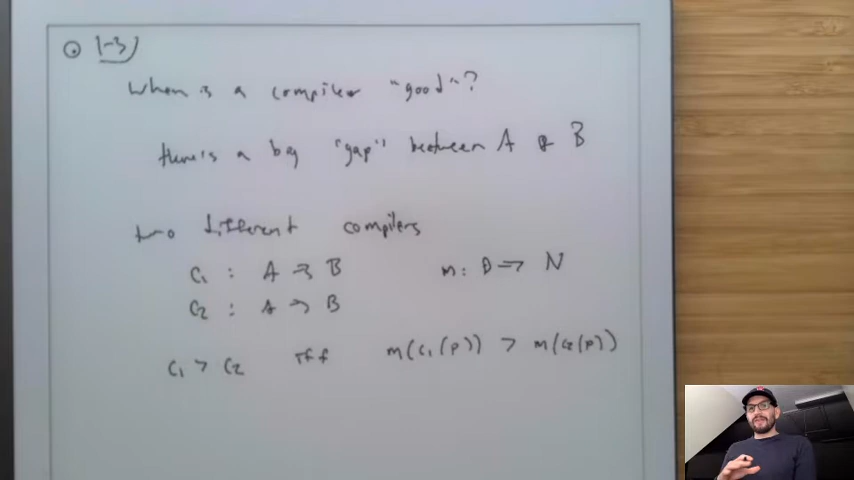 1-3)
When is a compiler "good"?
there's a big "gap" between A & B
two different compilers
c₁ : A → B m: B → N
c₂ : A → B
c₁ > c₂ iff m(c₁(p)) > m(c₂(p))